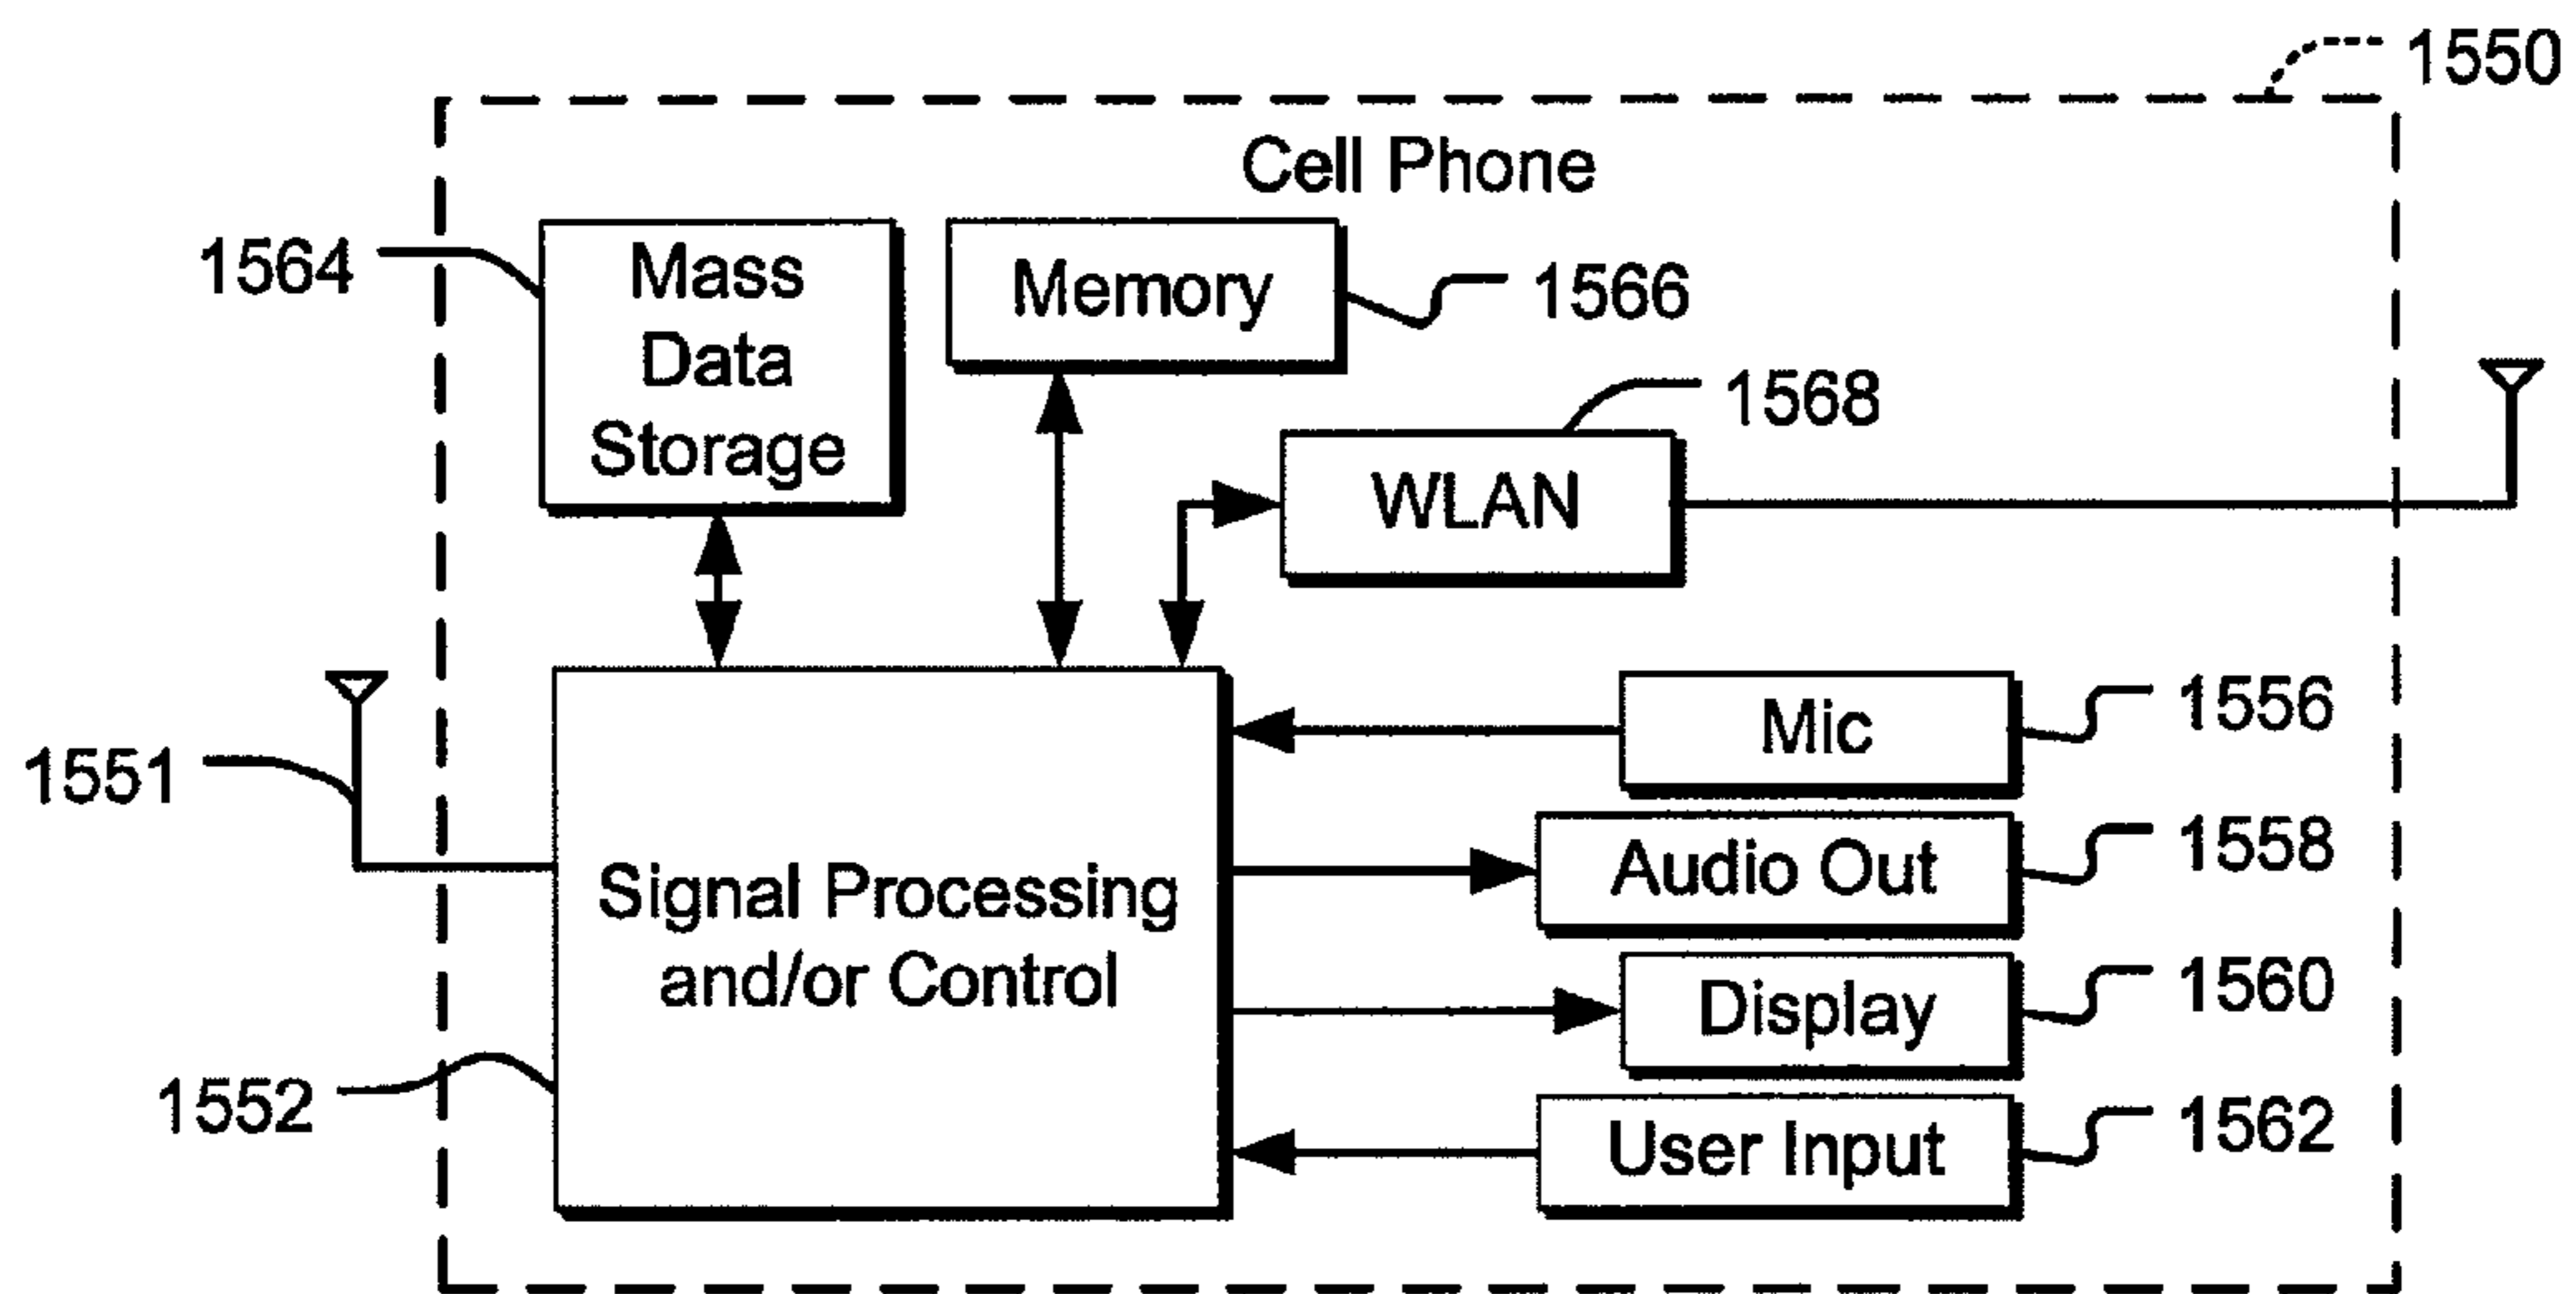 1550
Cell Phone
1564
Mass
Data
Storage
Memory
1566
1568
WLAN
1551
Mic
1556
Signal Processing
and/or Control
Audio Out
1558
Display
1560
1552
User Input
1562